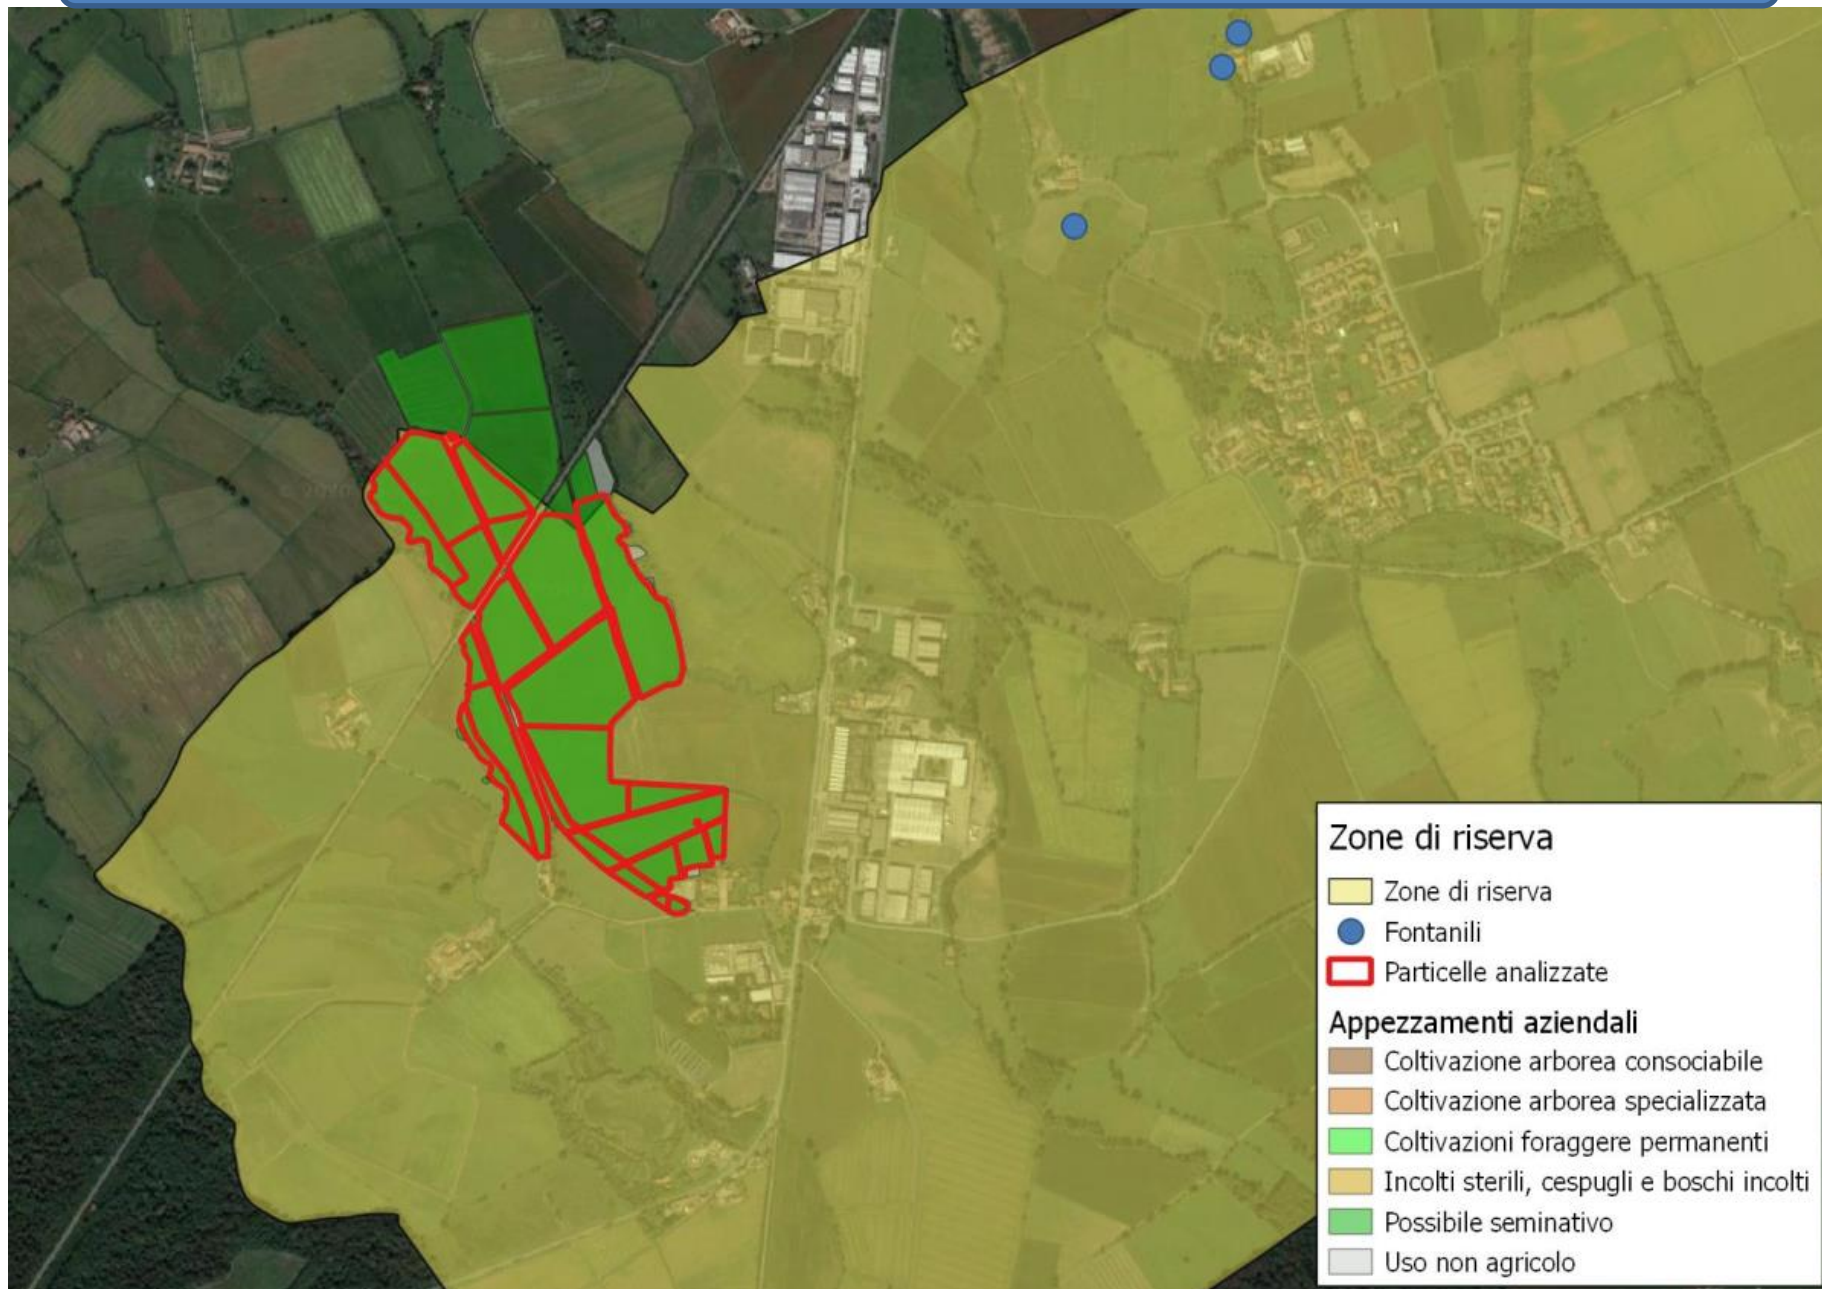 Zone di riserva
Zone di riserva
Fontanili
Particelle analizzate
Appezzamenti aziendali
Coltivazione arborea consociabile
Coltivazione arborea specializzata
Coltivazioni foraggere permanenti
Incolti sterili, cespugli e boschi incolti
Possibile seminativo
Uso non agricolo